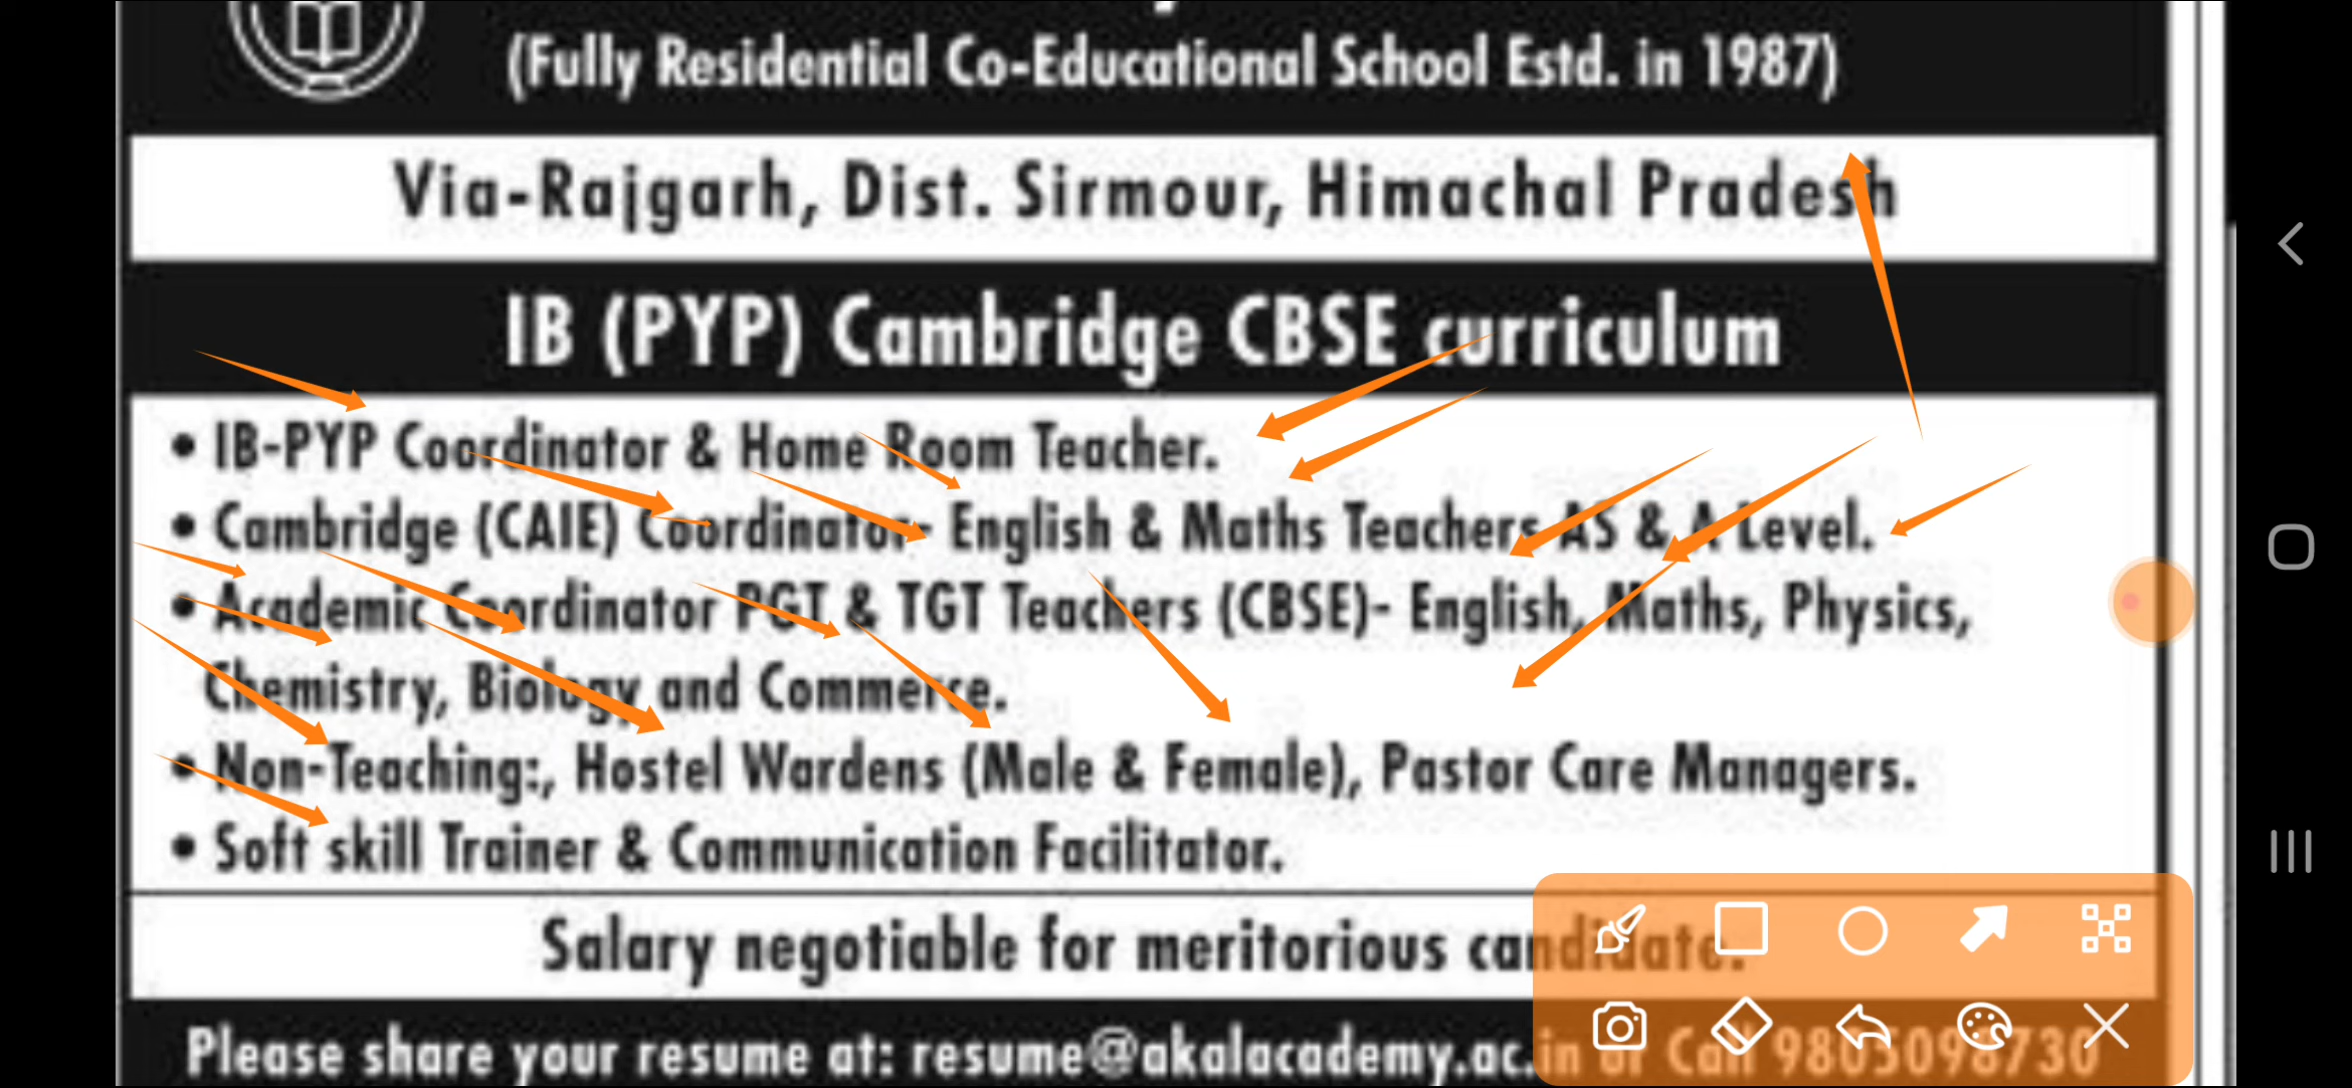 (Fully Residential Co-Educational School Estd. in 1987)
Via-Rajgarh, Dist. Sirmour, Himachal Pradesh
IB (PYP) Cambridge CBSE curriculum
• IB-PYP Coordinator & Home Room Teacher.
• Cambridge (CAIE) Coordinator- English & Maths Teachers AS & A Level.
• Academic Coordinator PGT & TGT Teachers (CBSE)- English, Maths, Physics,
Chemistry, Biology and Commerce.
• Non-Teaching:, Hostel Wardens (Male & Female), Pastor Care Managers.
• Soft skill Trainer & Communication Facilitator.
Salary negotiable for meritorious candidate.
Please share your resume at: resume@akalacademy.ac.in or Call 9805098730